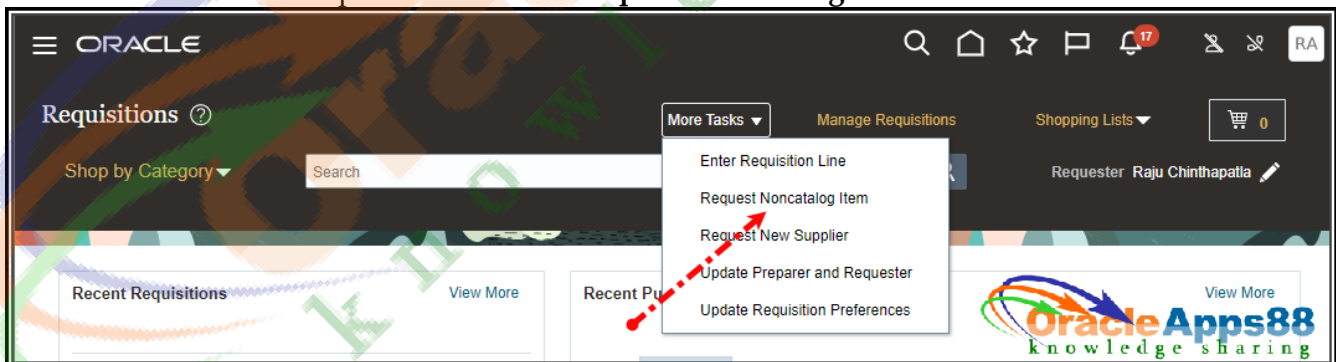 ORACLE
17
RA
Requisitions
More Tasks
Manage Requisitions
Shopping Lists
0
Shop by Category
Search
Enter Requisition Line
Requester Raju Chinthapatla
Request Noncatalog Item
Request New Supplier
Update Preparer and Requester
Update Requisition Preferences
Recent Requisitions
View More
Recent Pu
View More
OracleApps88
knowledge sharing